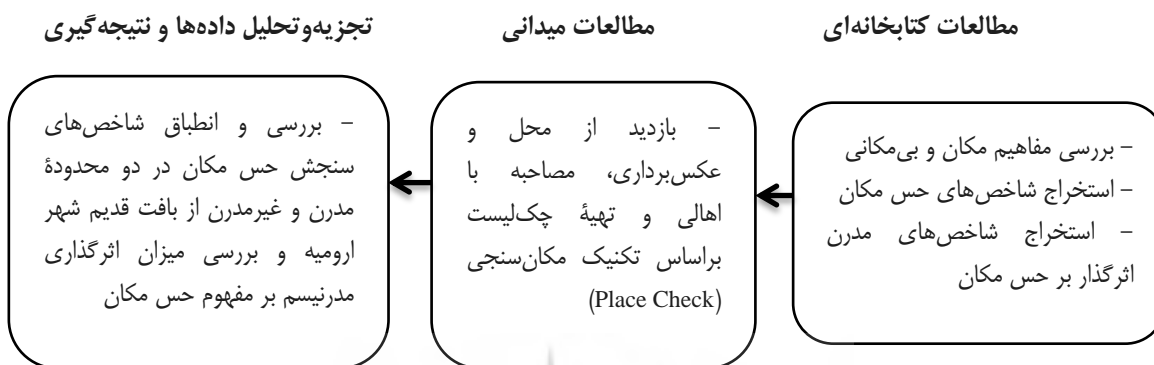 مطالعات کتابخانه‌ای
مطالعات میدانی
تجزیه‌وتحلیل داده‌ها و نتیجه‌گیری
– بررسی مفاهیم مکان و بی‌مکانی
– استخراج شاخص‌های حس مکان
– استخراج شاخص‌های مدرن
اثرگذار بر حس مکان
– بازدید از محل و
عکس‌برداری، مصاحبه با
اهالی و تهیۀ چک‌لیست
براساس تکنیک مکان‌سنجی
(Place Check)
– بررسی و انطباق شاخص‌های
سنجش حس مکان در دو محدودۀ
مدرن و غیرمدرن از بافت قدیم شهر
ارومیه و بررسی میزان اثرگذاری
مدرنیسم بر مفهوم حس مکان